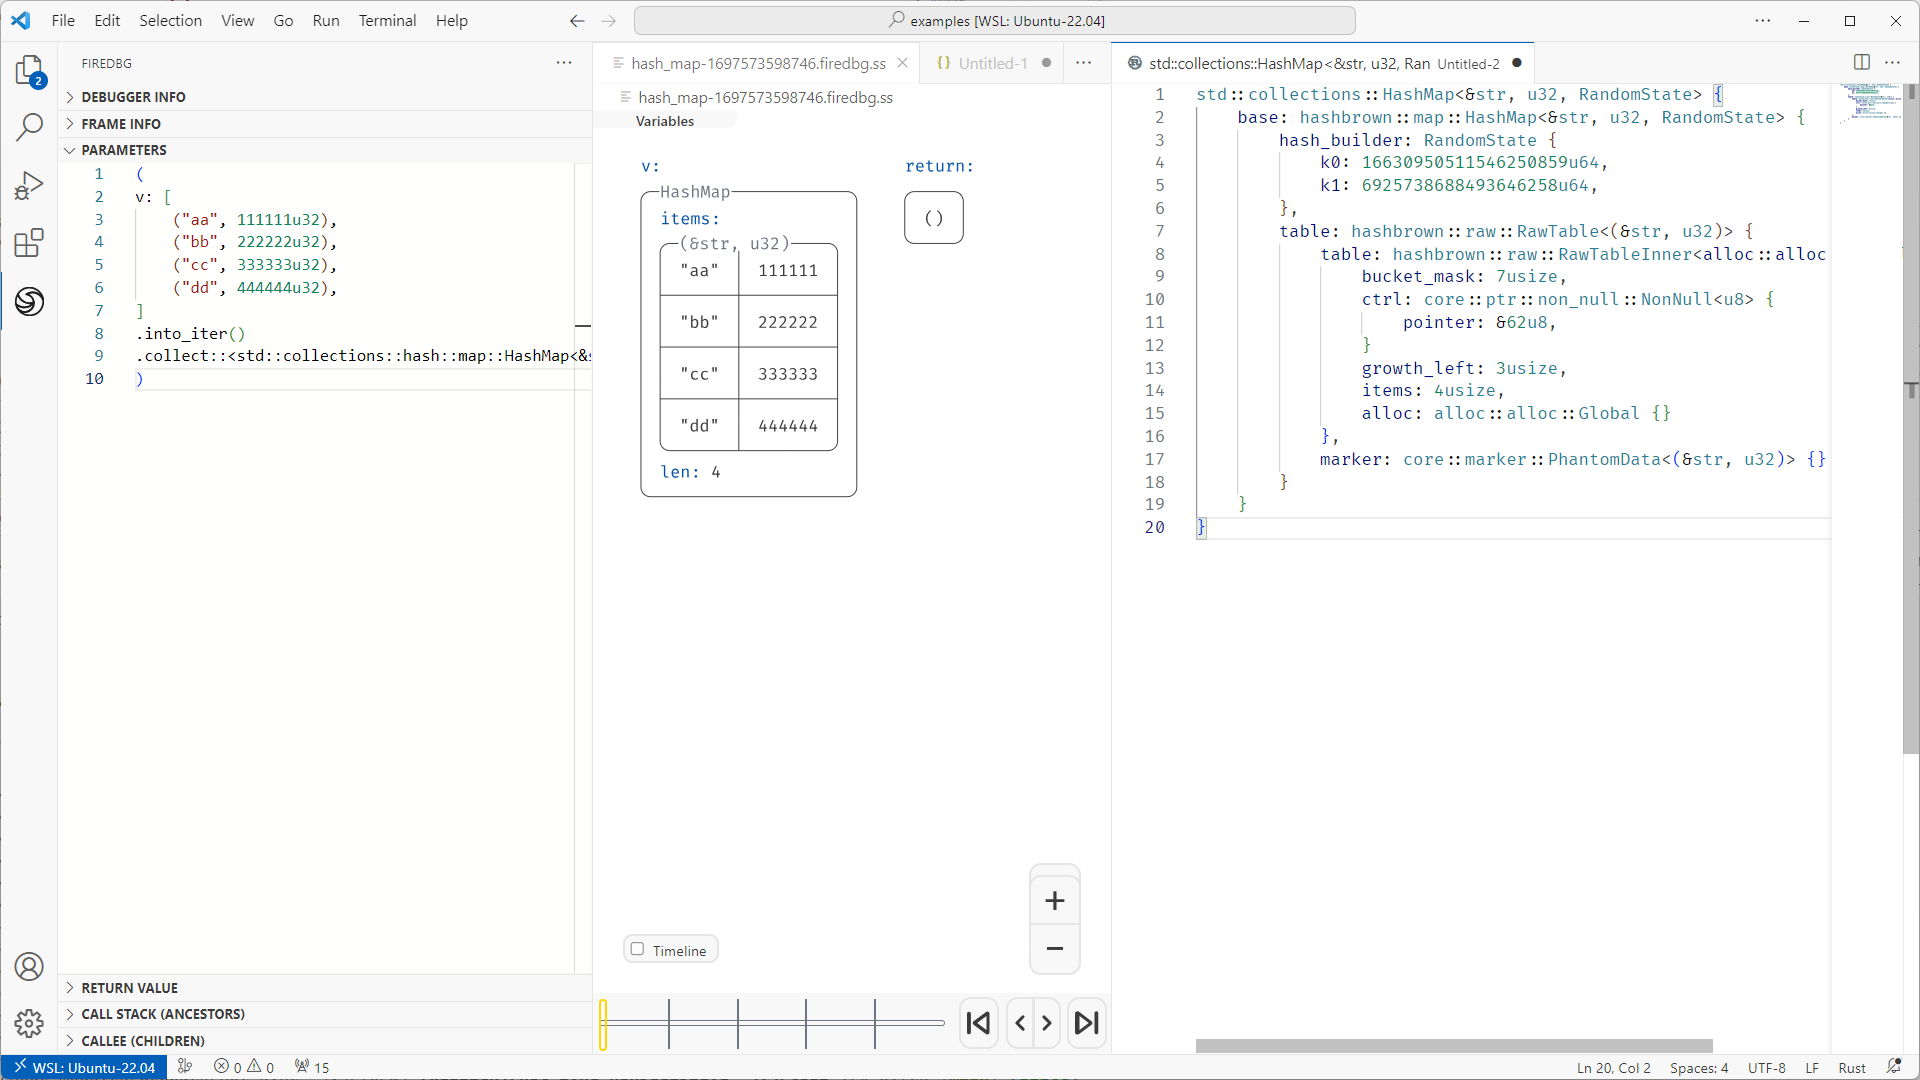 File Edit Selection View Go Run Terminal Help
examples [WSL: Ubuntu-22.04]
2
FIREDBG
DEBUGGER INFO
FRAME INFO
PARAMETERS
1 (
2 v: [
3 ("aa", 111111u32),
4 ("bb", 222222u32),
5 ("cc", 333333u32),
6 ("dd", 444444u32),
7 ]
8 .into_iter()
9 .collect::<std::collections::hash::map::HashMap<&
10 )
RETURN VALUE
CALL STACK (ANCESTORS)
CALLEE (CHILDREN)
hash_map-1697573598746.firedbg.ss
{} Untitled-1
hash_map-1697573598746.firedbg.ss
Variables
v:
HashMap
items:
(&str, u32)
"aa" 111111
"bb" 222222
"cc" 333333
"dd" 444444
len: 4
return:
()
+
−
Timeline
std::collections::HashMap<&str, u32, Ran Untitled-2
1 std::collections::HashMap<&str, u32, RandomState> {
2 base: hashbrown::map::HashMap<&str, u32, RandomState> {
3 hash_builder: RandomState {
4 k0: 16630950511546250859u64,
5 k1: 6925738688493646258u64,
6 },
7 table: hashbrown::raw::RawTable<(&str, u32)> {
8 table: hashbrown::raw::RawTableInner<alloc::alloc
9 bucket_mask: 7usize,
10 ctrl: core::ptr::non_null::NonNull<u8> {
11 pointer: &62u8,
12 }
13 growth_left: 3usize,
14 items: 4usize,
15 alloc: alloc::alloc::Global {}
16 },
17 marker: core::marker::PhantomData<(&str, u32)> {}
18 }
19 }
20 }
WSL: Ubuntu-22.04
0 0
15
Ln 20, Col 2 Spaces: 4 UTF-8 LF Rust